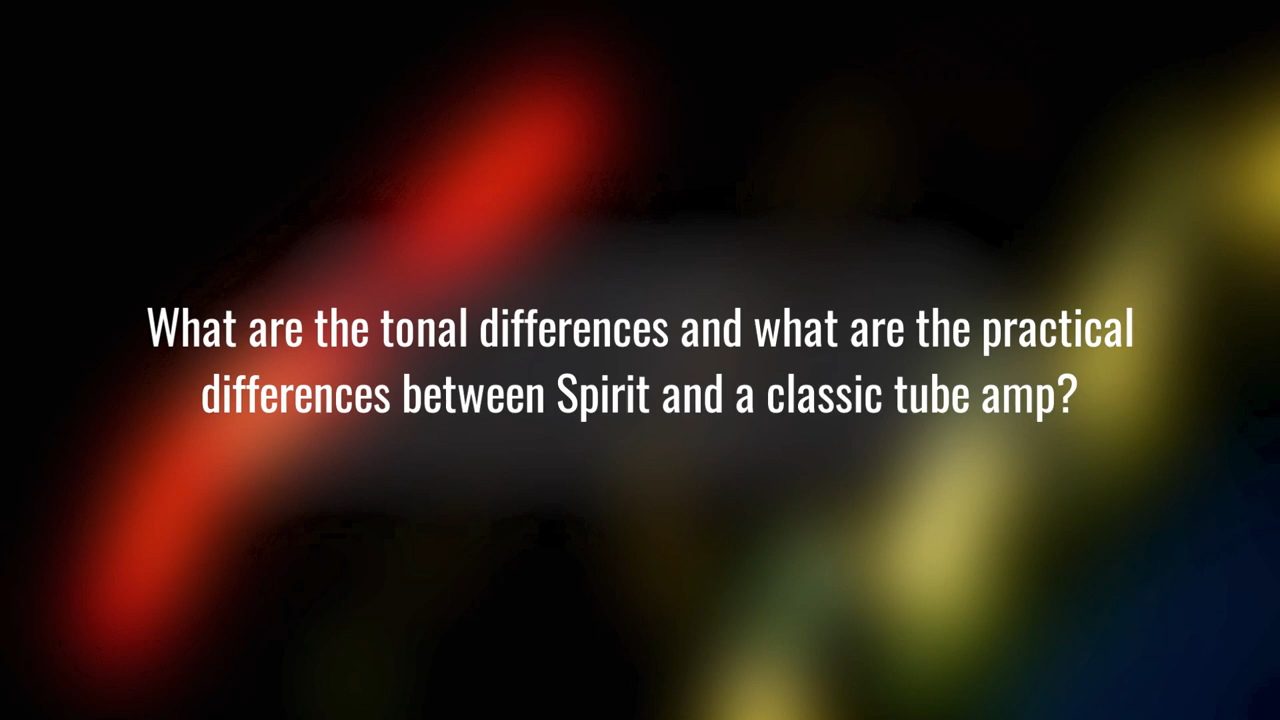 What are the tonal differences and what are the practical
differences between Spirit and a classic tube amp?